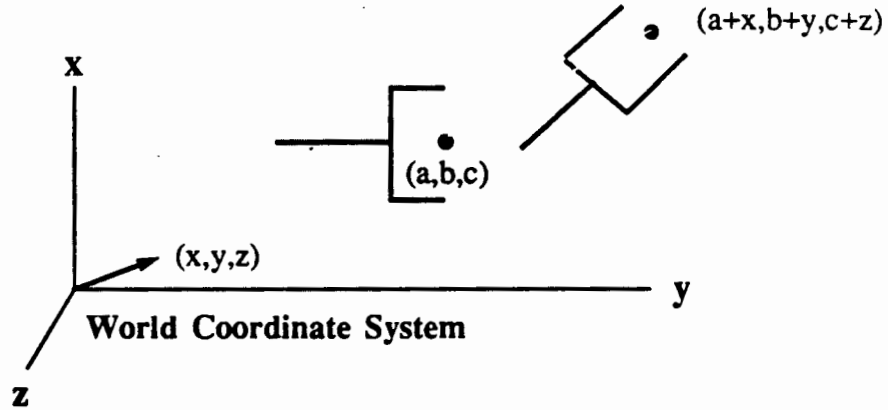 (a+x,b+y,c+z)
x
(a,b,c)
(x,y,z)
y
World Coordinate System
z